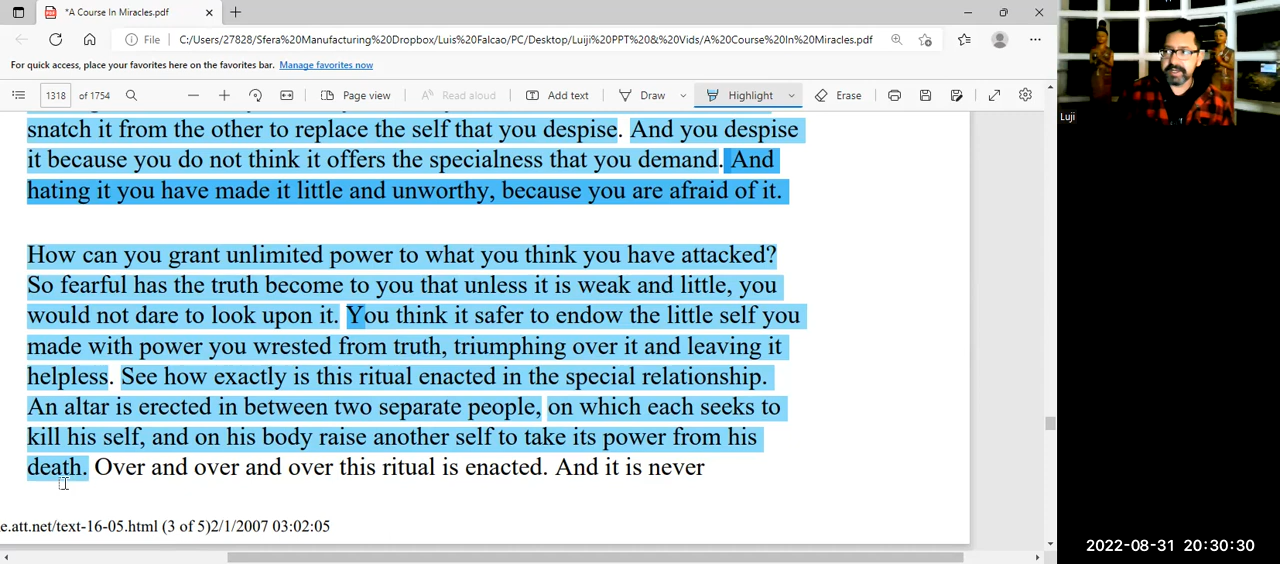 *A Course In Miracles.pdf
File
C:/Users/27828/Sfera%20Manufacturing%20Dropbox/Luis%20Falcao/PC/Desktop/Luiji%20PPT%20&%20Vids/A%20Course%20In%20Miracles.pdf
For quick access, place your favorites here on the favorites bar. Manage favorites now
1318 of 1754 Page view Read aloud Add text Draw Highlight Erase
snatch it from the other to replace the self that you despise. And you despise
it because you do not think it offers the specialness that you demand. And
hating it you have made it little and unworthy, because you are afraid of it.
How can you grant unlimited power to what you think you have attacked?
So fearful has the truth become to you that unless it is weak and little, you
would not dare to look upon it. You think it safer to endow the little self you
made with power you wrested from truth, triumphing over it and leaving it
helpless. See how exactly is this ritual enacted in the special relationship.
An altar is erected in between two separate people, on which each seeks to
kill his self, and on his body raise another self to take its power from his
death. Over and over and over this ritual is enacted. And it is never
e.att.net/text-16-05.html (3 of 5)2/1/2007 03:02:05
Luji
2022-08-31 20:30:30